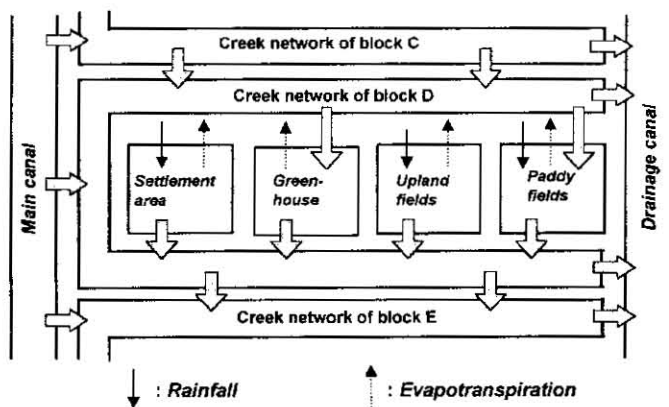 Creek network of block C
Creek network of block D
Main canal
Drainage canal
Settlement
area
Green-
house
Upland
fields
Paddy
fields
Creek network of block E
: Rainfall
: Evapotranspiration